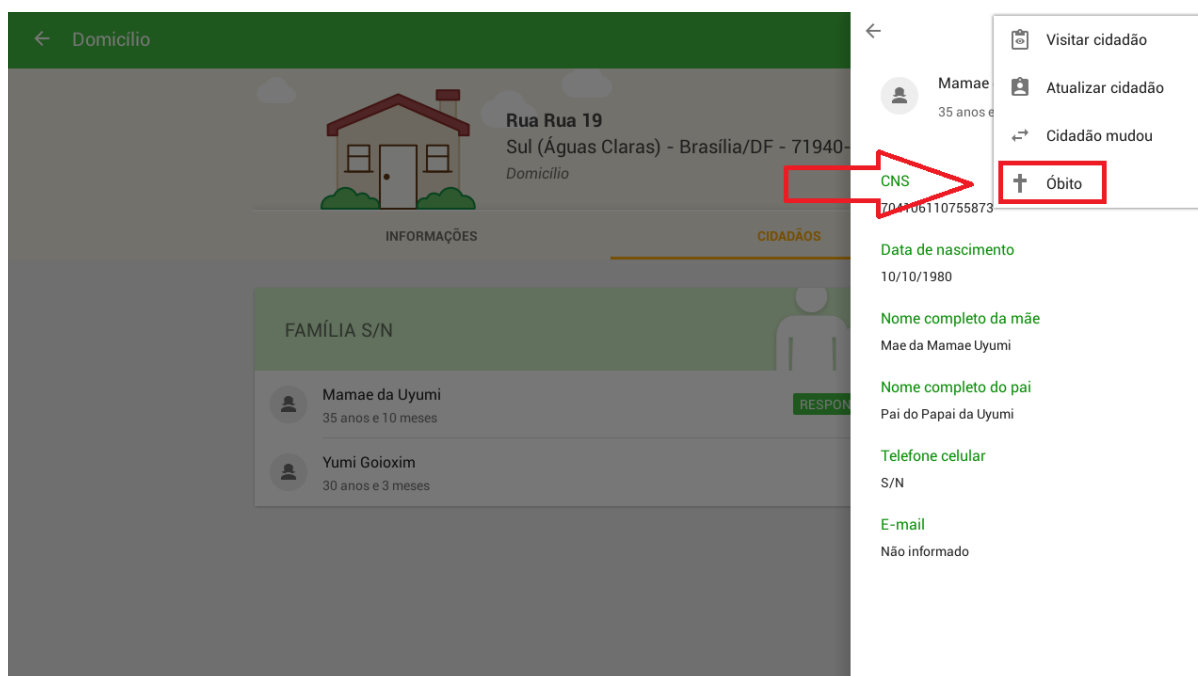 Domicílio
Rua Rua 19
Sul (Águas Claras) - Brasília/DF - 71940-
Domicílio
INFORMAÇÕES
CIDADÃOS
FAMÍLIA S/N
Mamae da Uyumi
35 anos e 10 meses
RESPON
Yumi Goioxim
30 anos e 3 meses
Mamae
35 anos e
Visitar cidadão
Atualizar cidadão
Cidadão mudou
Óbito
CNS
704106110755873
Data de nascimento
10/10/1980
Nome completo da mãe
Mae da Mamae Uyumi
Nome completo do pai
Pai do Papai da Uyumi
Telefone celular
S/N
E-mail
Não informado